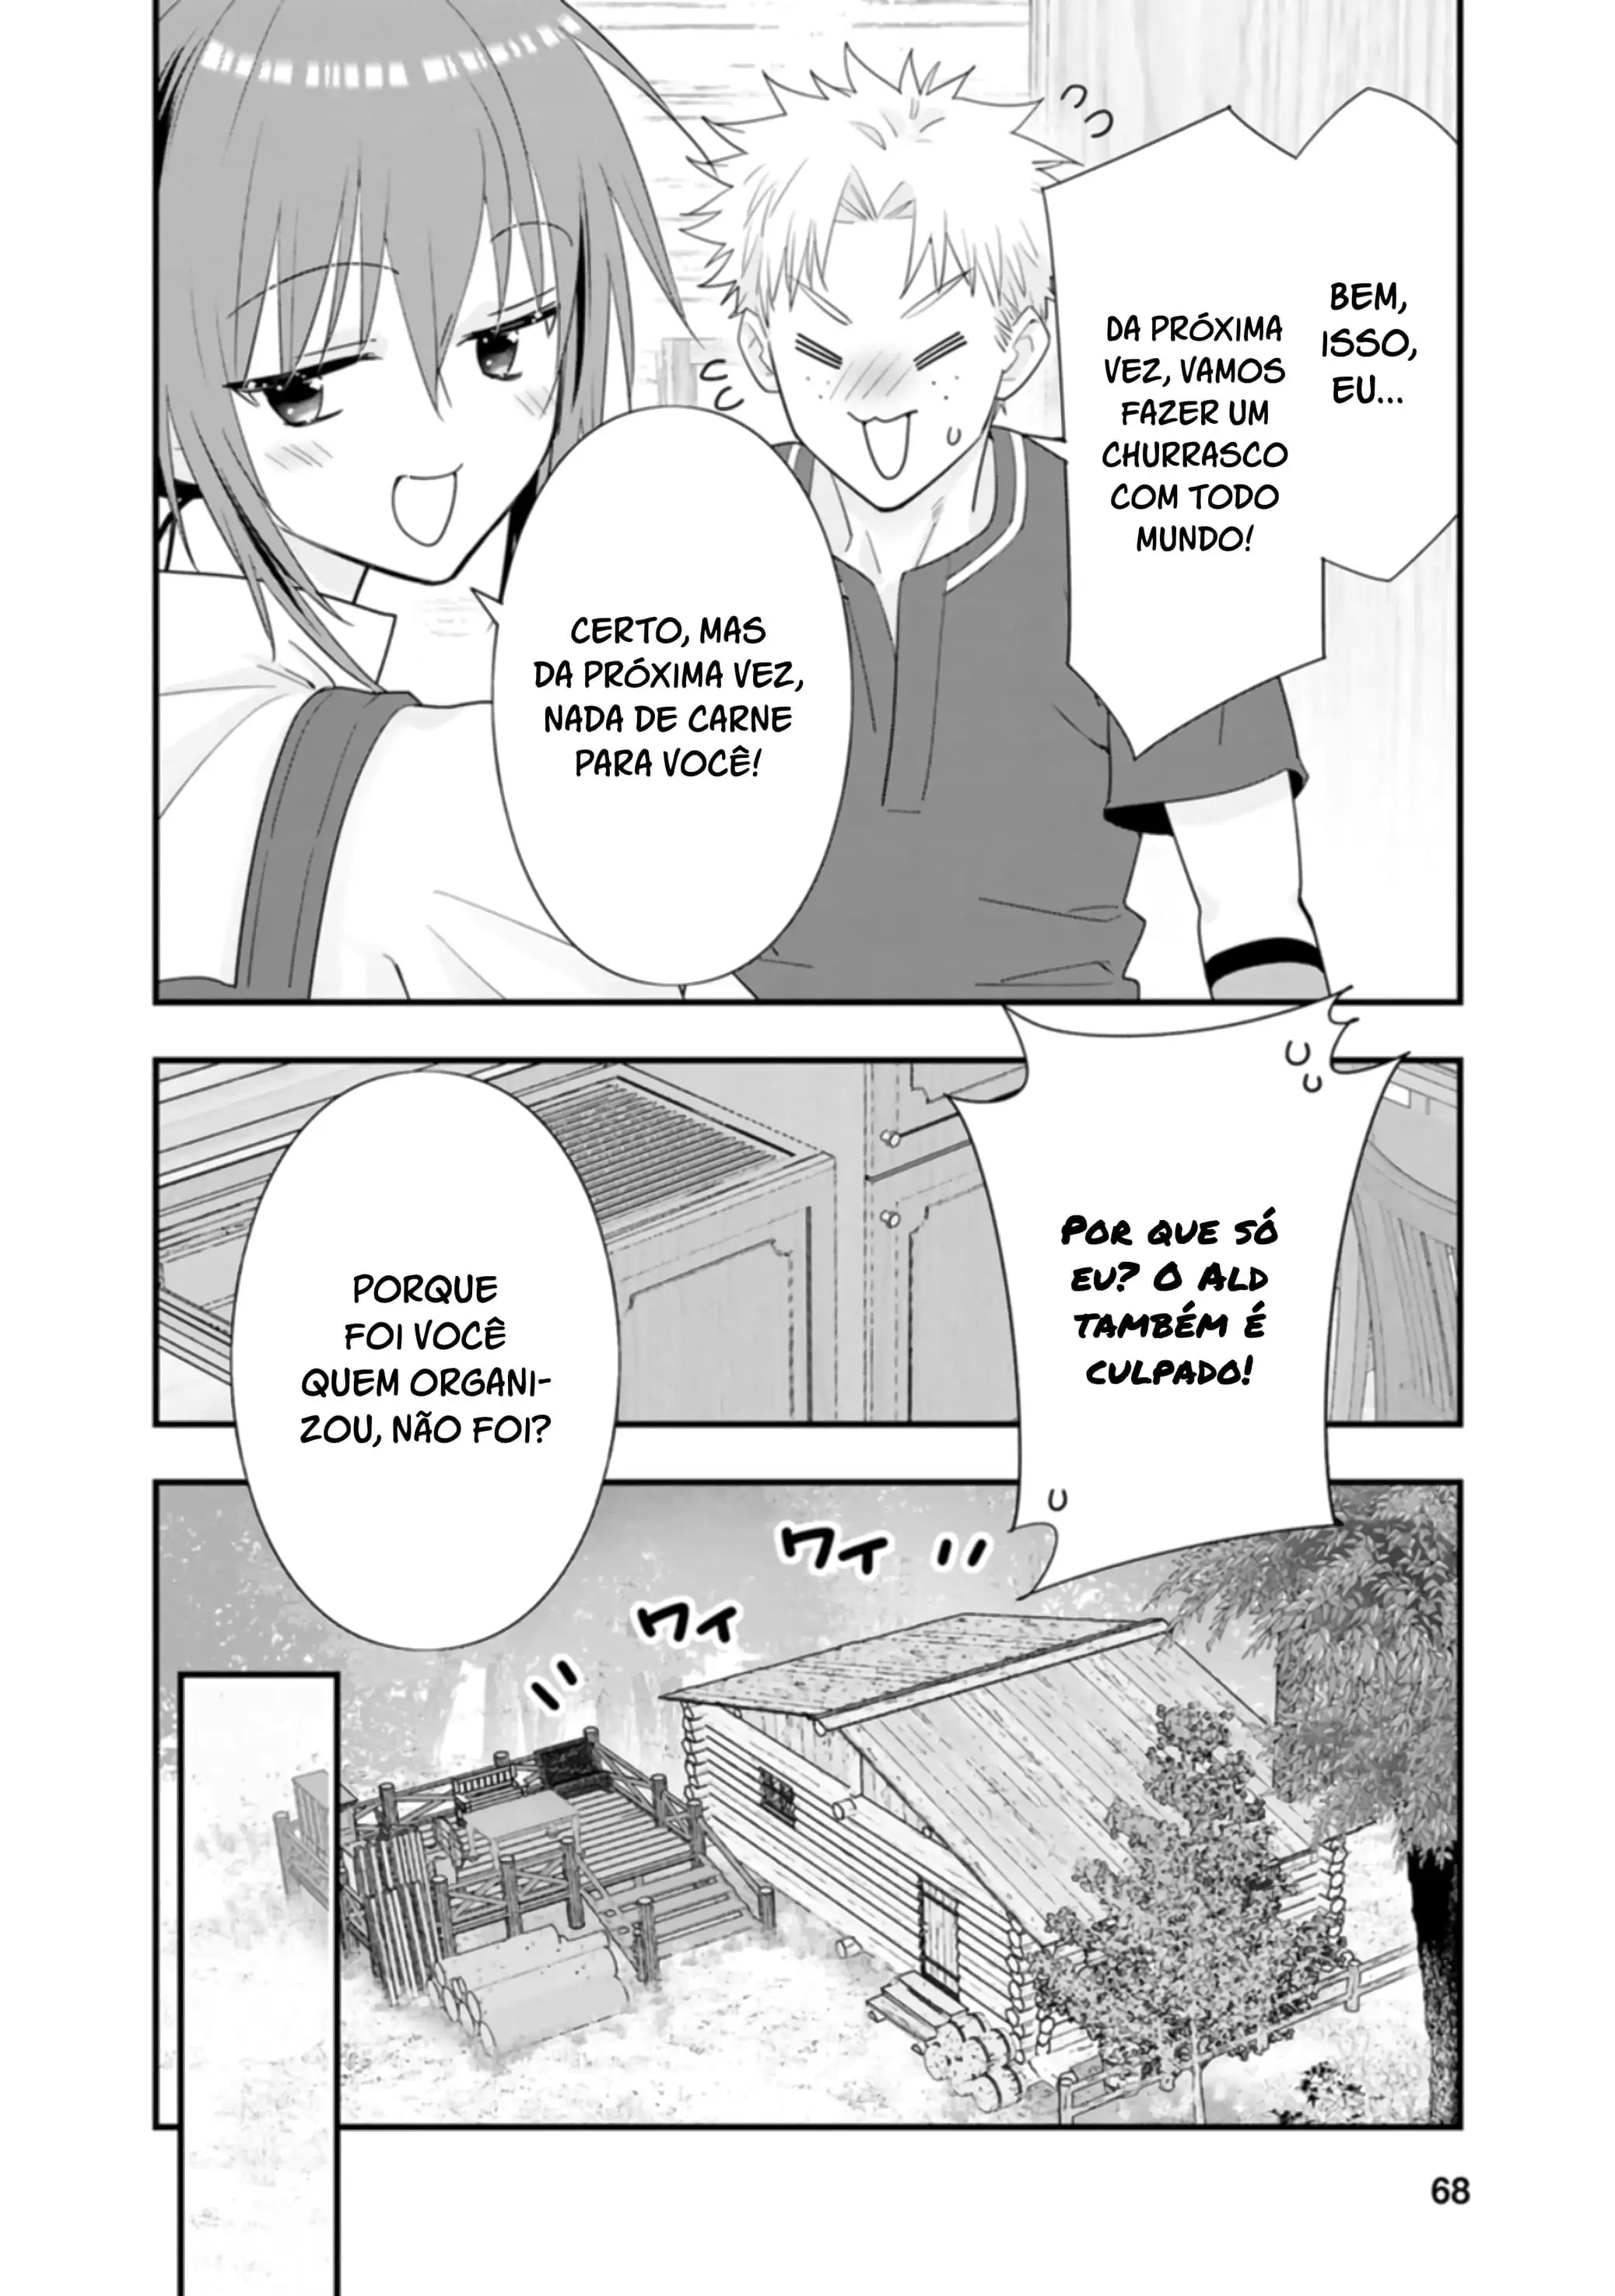 BEM,
ISSO,
EU...
DA PRÓXIMA
VEZ, VAMOS
FAZER UM
CHURRASCO
COM TODO
MUNDO!
CERTO, MAS
DA PRÓXIMA VEZ,
NADA DE CARNE
PARA VOCÊ!
POR QUE SÓ
EU? O ALD
TAMBÉM É
CULPADO!
PORQUE
FOI VOCÊ
QUEM ORGANI-
ZOU, NÃO FOI?
ワイ
ワイ
68